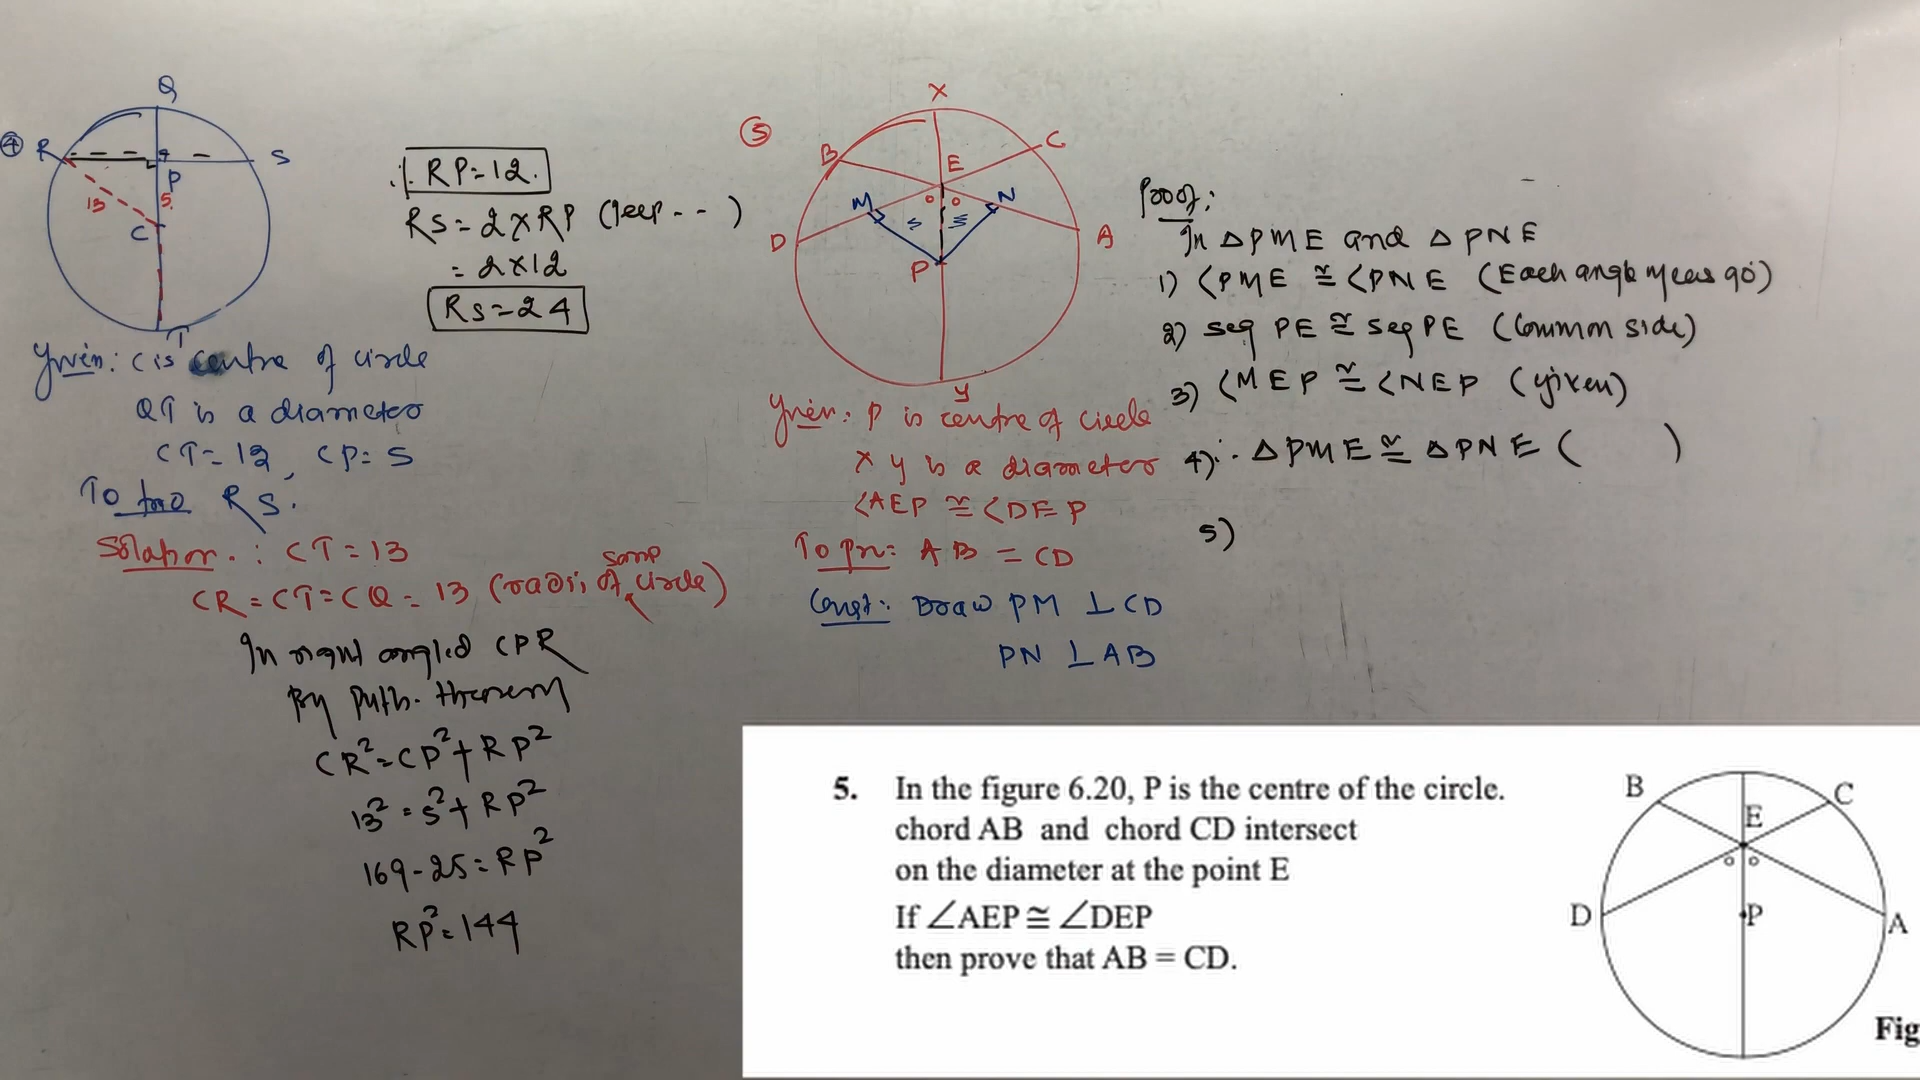 4
Q
R
S
P
13
5
C
T
∴ RP=12.
RS=2×RP (perp - - )
=2×12
RS=24
Given: C is centre of circle
QT is a diameter
CT=13, CP=5
To find RS.
Solution.: CT=13
CR=CT=CQ=13 (radii of same circle)
In right angled CPR
By Pyth. theorem
CR²=CP²+RP²
13²=5²+RP²
169-25=RP²
RP²=144
5
X
B
C
E
M
N
D
A
P
Y
Given: P is centre of circle
XY is a diameter
∠AEP ≅ ∠DEP
To pr: AB = CD
Const: Draw PM ⊥ CD
PN ⊥ AB
Proof:
In △PME and △PNE
1) ∠PME ≅ ∠PNE (Each angle meas 90°)
2) seg PE ≅ seg PE (Common side)
3) ∠MEP ≅ ∠NEP (given)
4) ∴ △PME ≅ △PNE ( )
5)
5. In the figure 6.20, P is the centre of the circle.
chord AB and chord CD intersect
on the diameter at the point E
If ∠AEP ≅ ∠DEP
then prove that AB = CD.
B
C
E
D
P
A
Fig